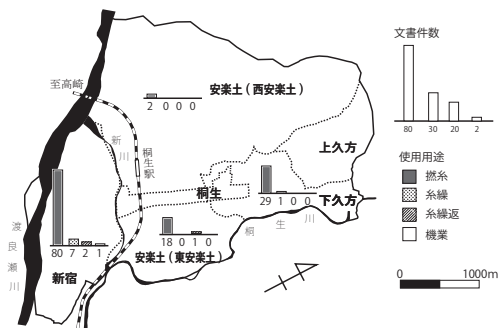 至高崎
安楽土（西安楽土）
2 0 0 0
新川
桐生駅
上久方
桐生
29 1 0 0
下久方
渡良瀬川
80 7 2 1
新宿
18 0 1 0
安楽土（東安楽土）
桐生川
文書件数
80 30 20 2
使用用途
撚糸
糸繰
糸繰返
機業
0 1000m